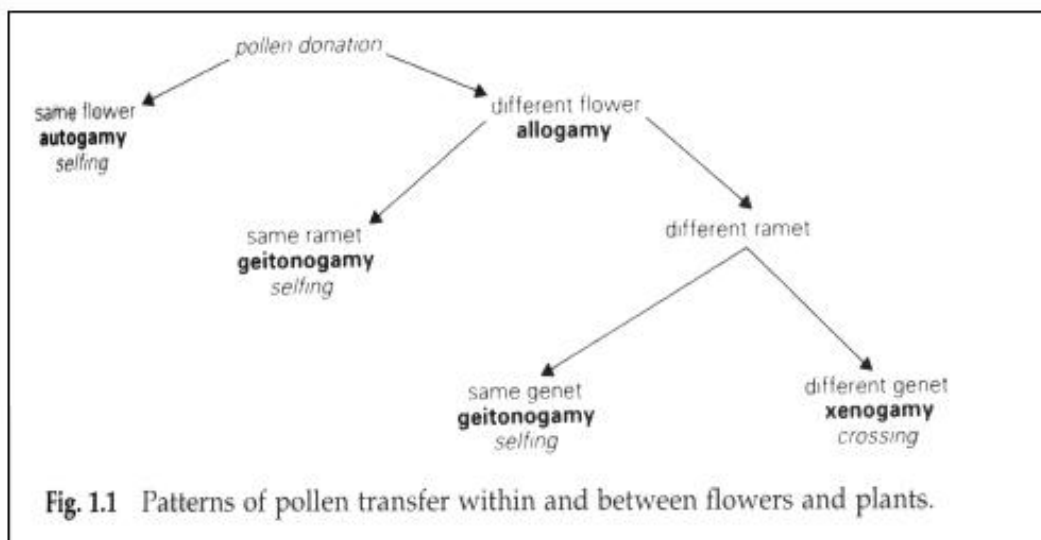 pollen donation
same flower
autogamy
selfing
different flower
allogamy
same ramet
geitonogamy
selfing
different ramet
same genet
geitonogamy
selfing
different genet
xenogamy
crossing
Fig. 1.1 Patterns of pollen transfer within and between flowers and plants.